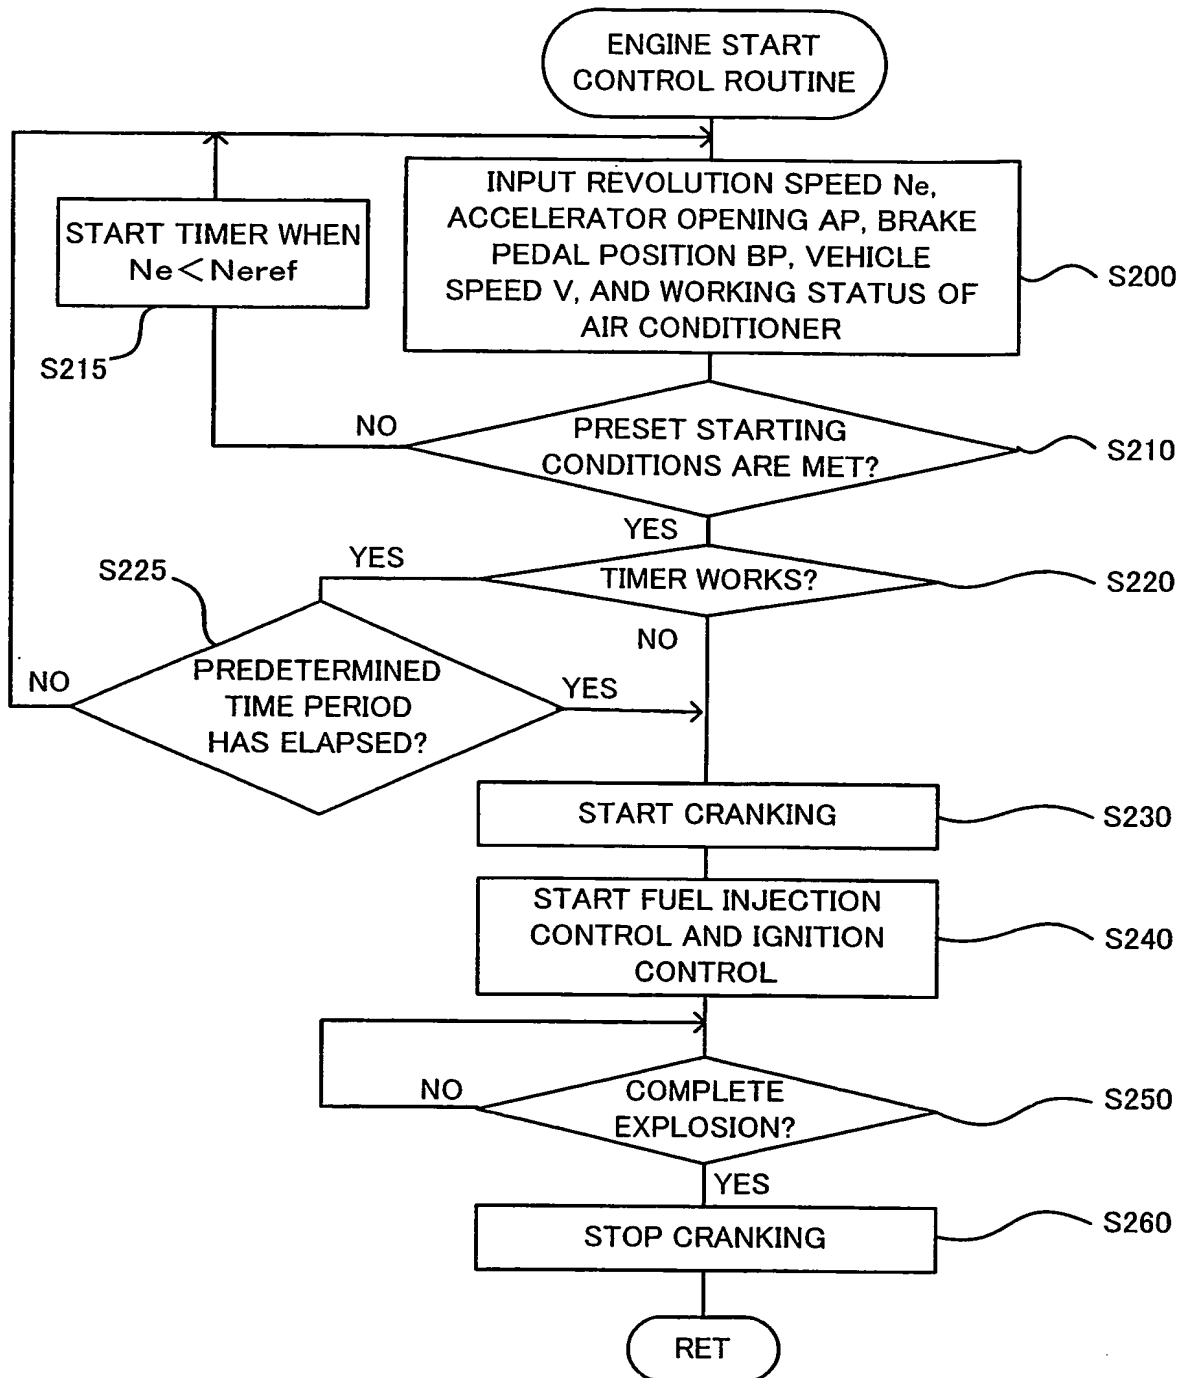 ENGINE START
CONTROL ROUTINE
INPUT REVOLUTION SPEED Ne,
ACCELERATOR OPENING AP, BRAKE
PEDAL POSITION BP, VEHICLE
SPEED V, AND WORKING STATUS OF
AIR CONDITIONER
S200
START TIMER WHEN
Ne<Neref
S215
NO
PRESET STARTING
CONDITIONS ARE MET?
S210
YES
YES
TIMER WORKS?
S220
S225
NO
NO
PREDETERMINED
TIME PERIOD
HAS ELAPSED?
YES
START CRANKING
S230
START FUEL INJECTION
CONTROL AND IGNITION
CONTROL
S240
NO
COMPLETE
EXPLOSION?
S250
YES
STOP CRANKING
S260
RET